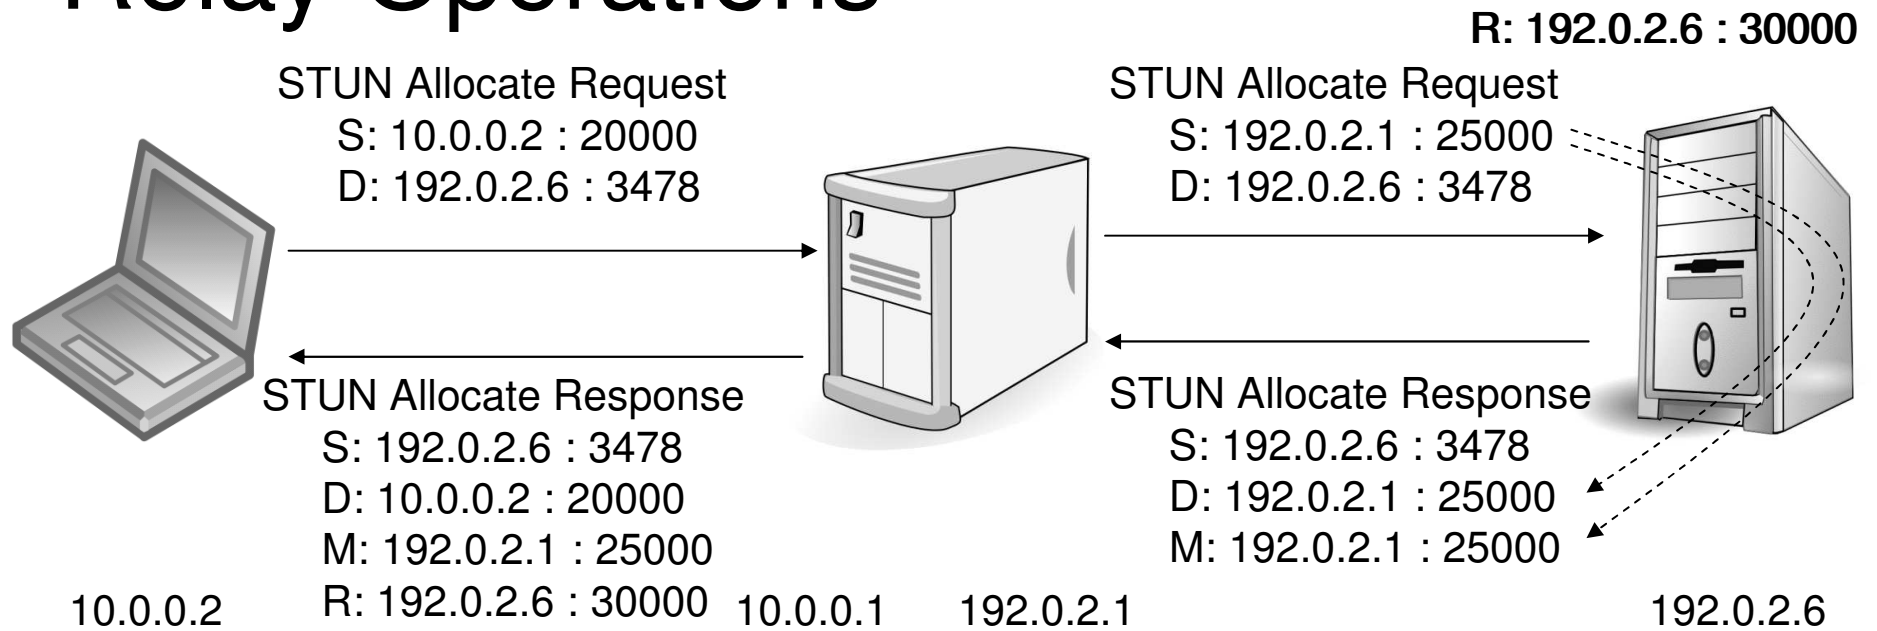 Relay Operations
R: 192.0.2.6 : 30000
STUN Allocate Request
S: 10.0.0.2 : 20000
D: 192.0.2.6 : 3478
STUN Allocate Request
S: 192.0.2.1 : 25000
D: 192.0.2.6 : 3478
STUN Allocate Response
S: 192.0.2.6 : 3478
D: 10.0.0.2 : 20000
M: 192.0.2.1 : 25000
R: 192.0.2.6 : 30000
STUN Allocate Response
S: 192.0.2.6 : 3478
D: 192.0.2.1 : 25000
M: 192.0.2.1 : 25000
10.0.0.2
10.0.0.1
192.0.2.1
192.0.2.6